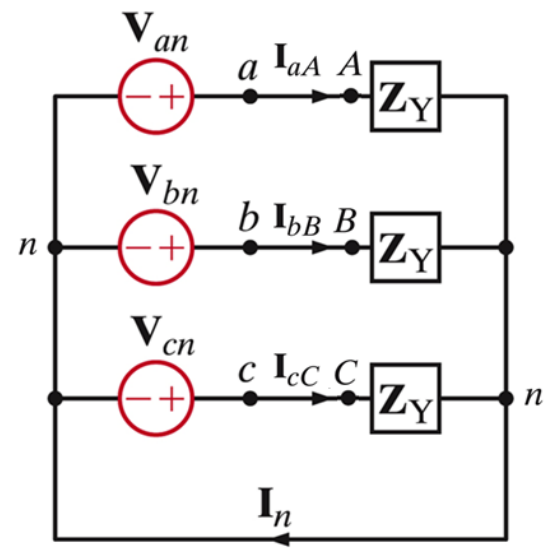 Van
a IaA A ZY
− +
Vbn
n b IbB B ZY
− +
Vcn
c IcC C ZY
− +
n
In